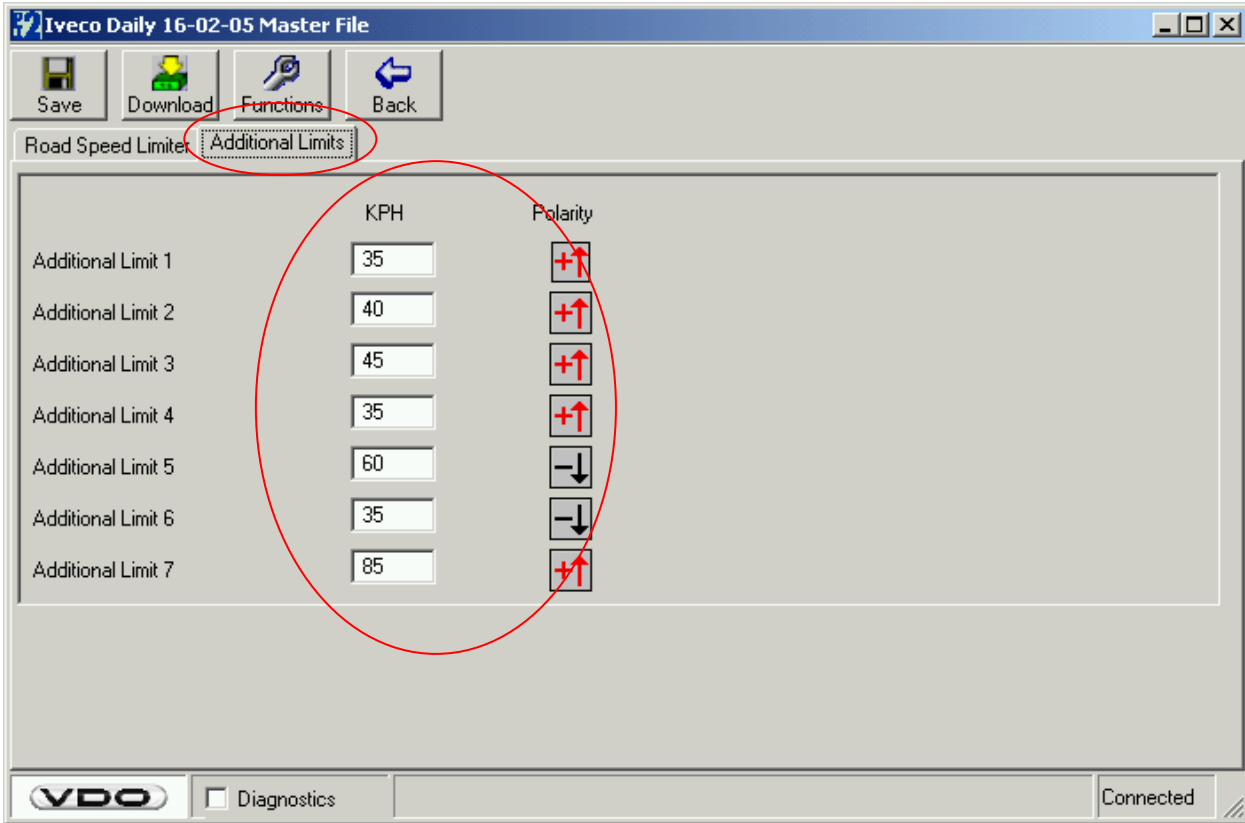 Iveco Daily 16-02-05 Master File
Save Download Functions Back
Road Speed Limiter Additional Limits
KPH Polarity
Additional Limit 1 35 +
Additional Limit 2 40 +
Additional Limit 3 45 +
Additional Limit 4 35 +
Additional Limit 5 60 -
Additional Limit 6 35 -
Additional Limit 7 85 +
VDO Diagnostics Connected